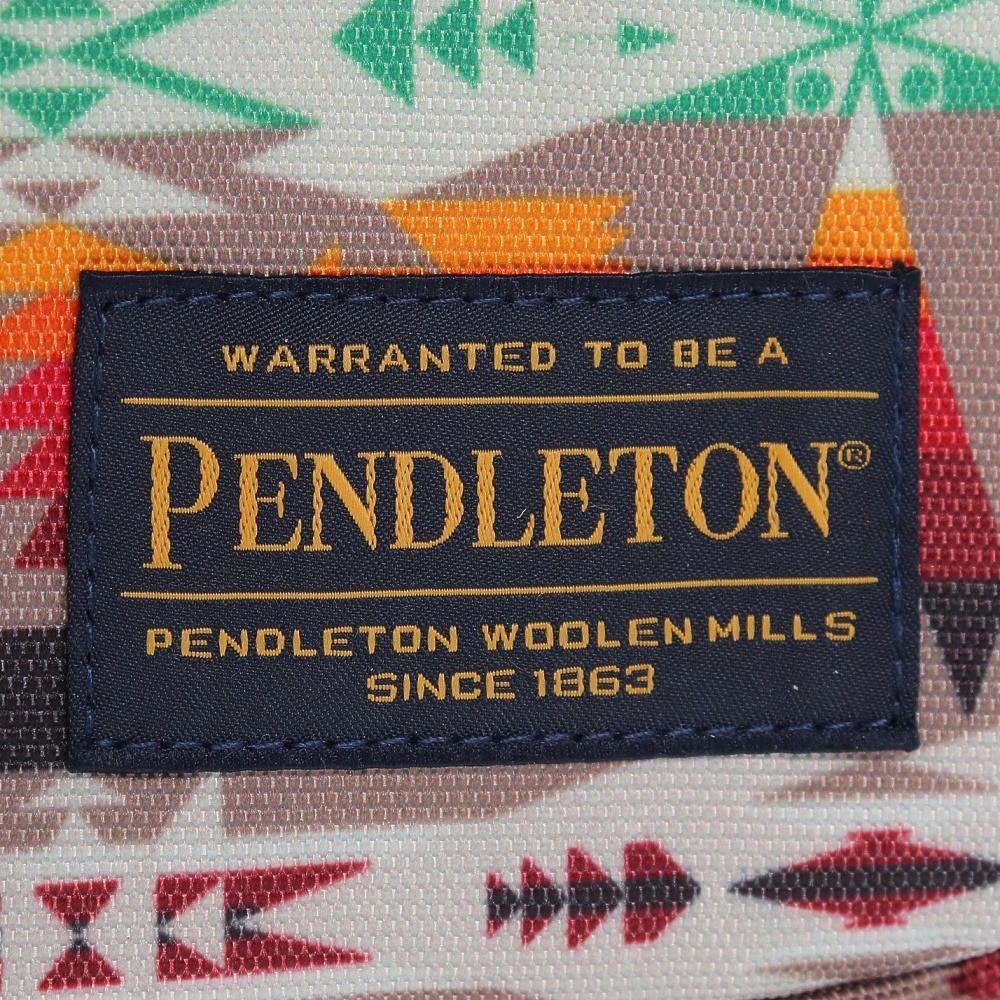 WARRANTED TO BE A
PENDLETON®
PENDLETON WOOLEN MILLS
SINCE 1863